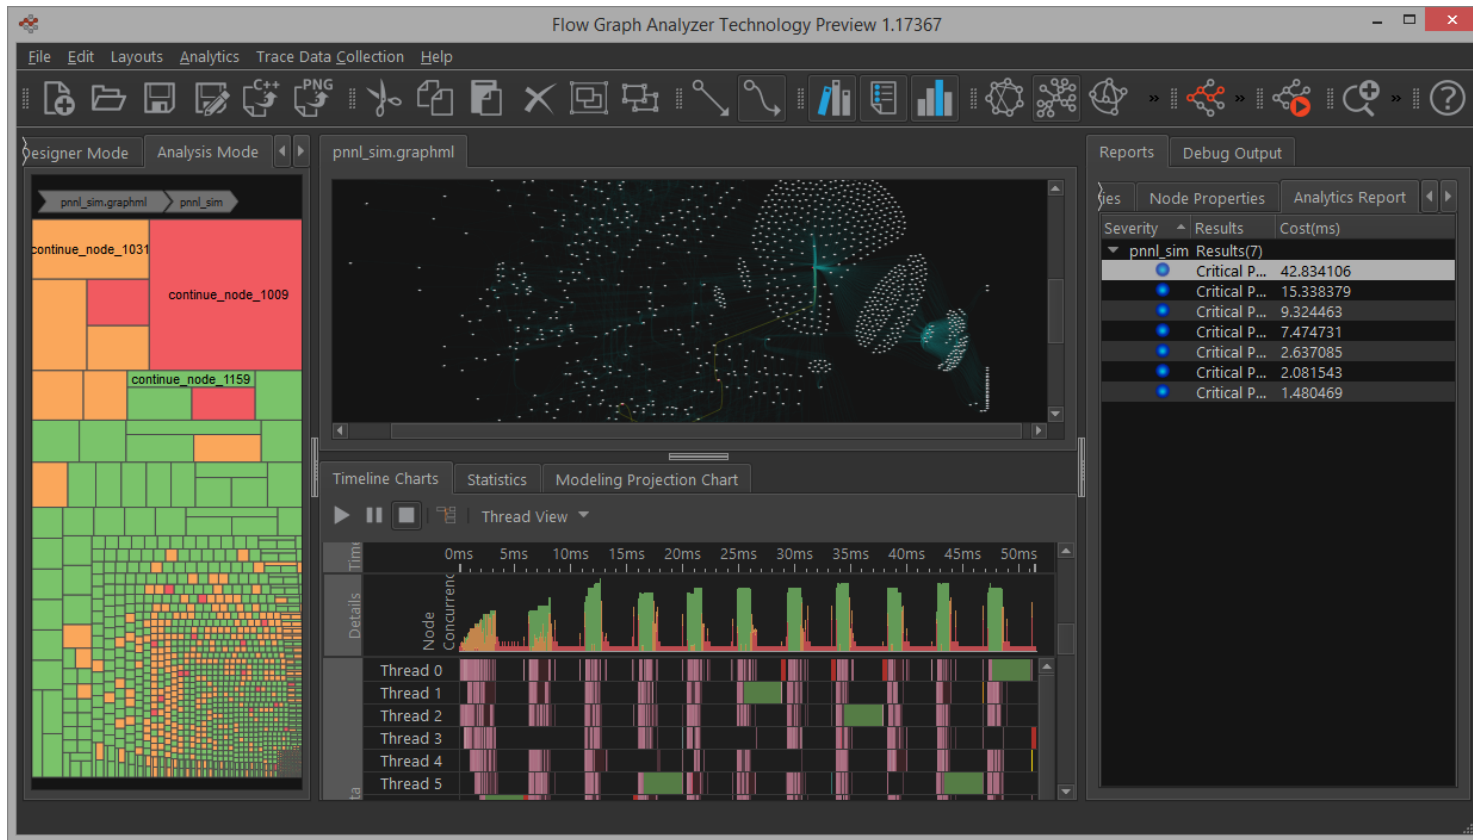 Flow Graph Analyzer Technology Preview 1.17367
File Edit Layouts Analytics Trace Data Collection Help
C++ PNG
Designer Mode Analysis Mode
pnnl_sim.graphml pnnl_sim
continue_node_1031
continue_node_1009
continue_node_1159
pnnl_sim.graphml
Timeline Charts Statistics Modeling Projection Chart
Thread View
Time
0ms 5ms 10ms 15ms 20ms 25ms 30ms 35ms 40ms 45ms 50ms
Details
Node
Concurrenc
Thread 0
Thread 1
Thread 2
Thread 3
Thread 4
Thread 5
ta
Reports Debug Output
ies Node Properties Analytics Report
Severity Results Cost(ms)
pnnl_sim Results(7)
Critical P... 42.834106
Critical P... 15.338379
Critical P... 9.324463
Critical P... 7.474731
Critical P... 2.637085
Critical P... 2.081543
Critical P... 1.480469